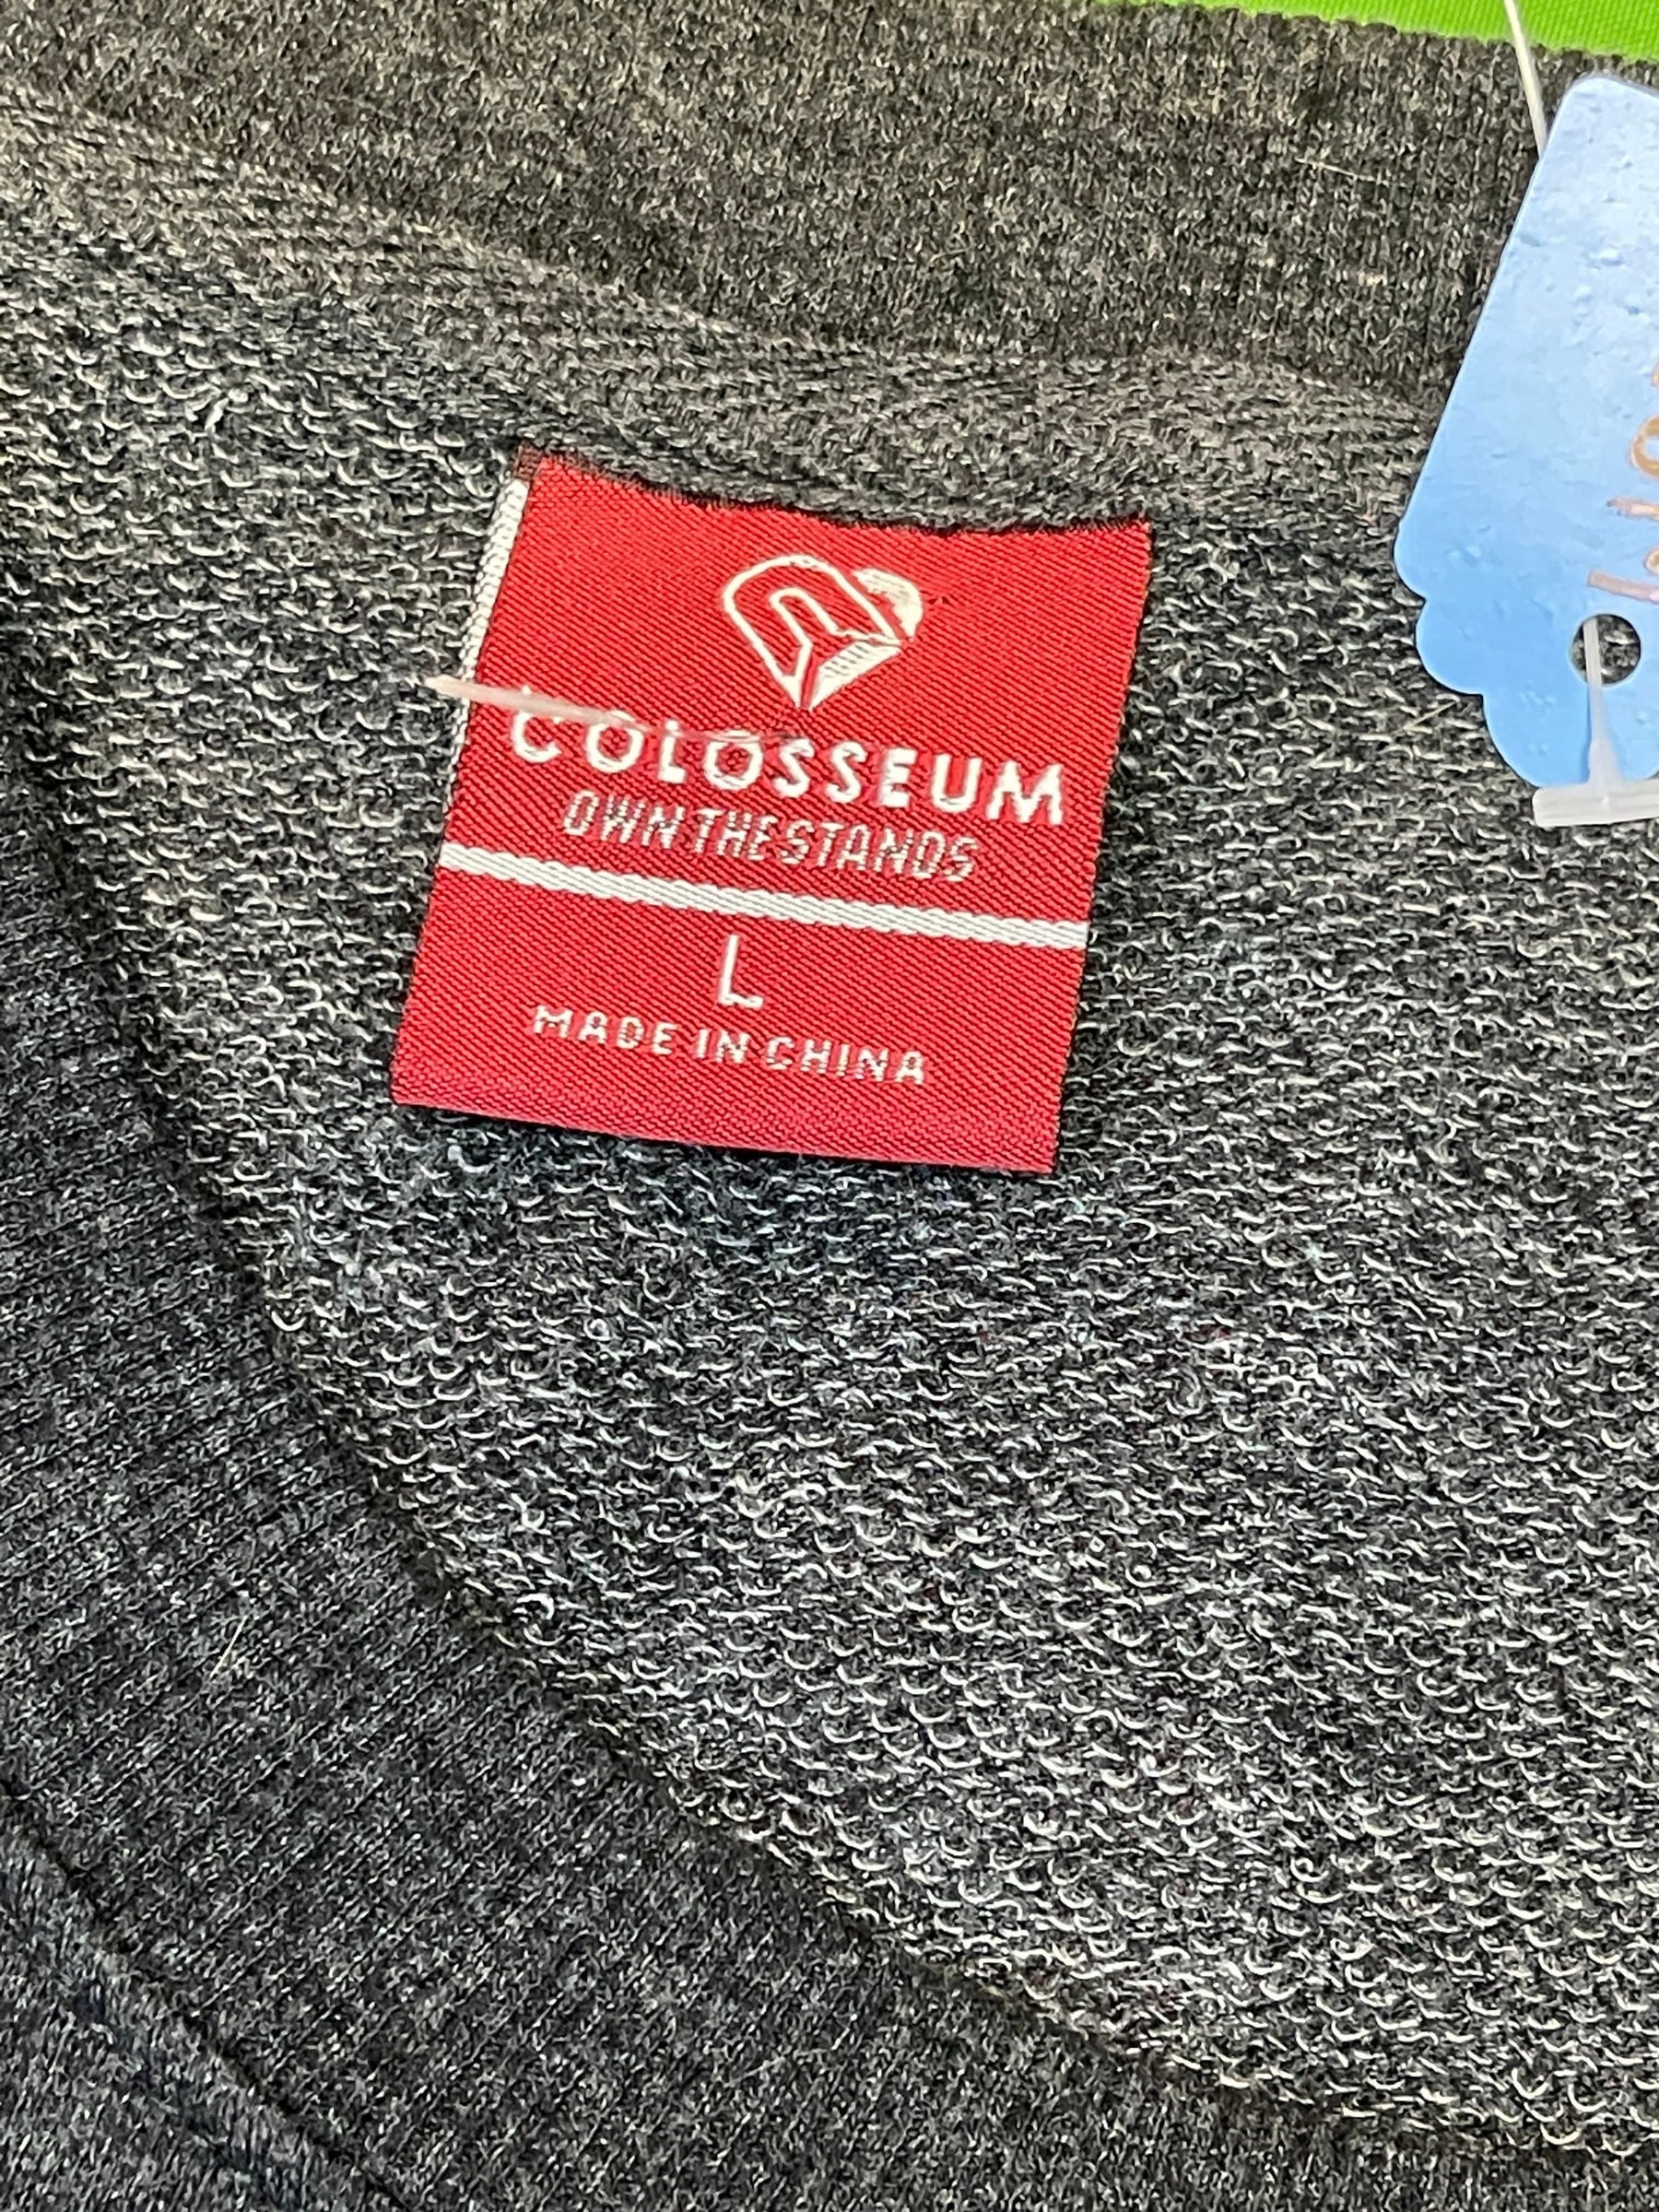 COLOSSEUM
OWN THE STANDS
L
MADE IN CHINA